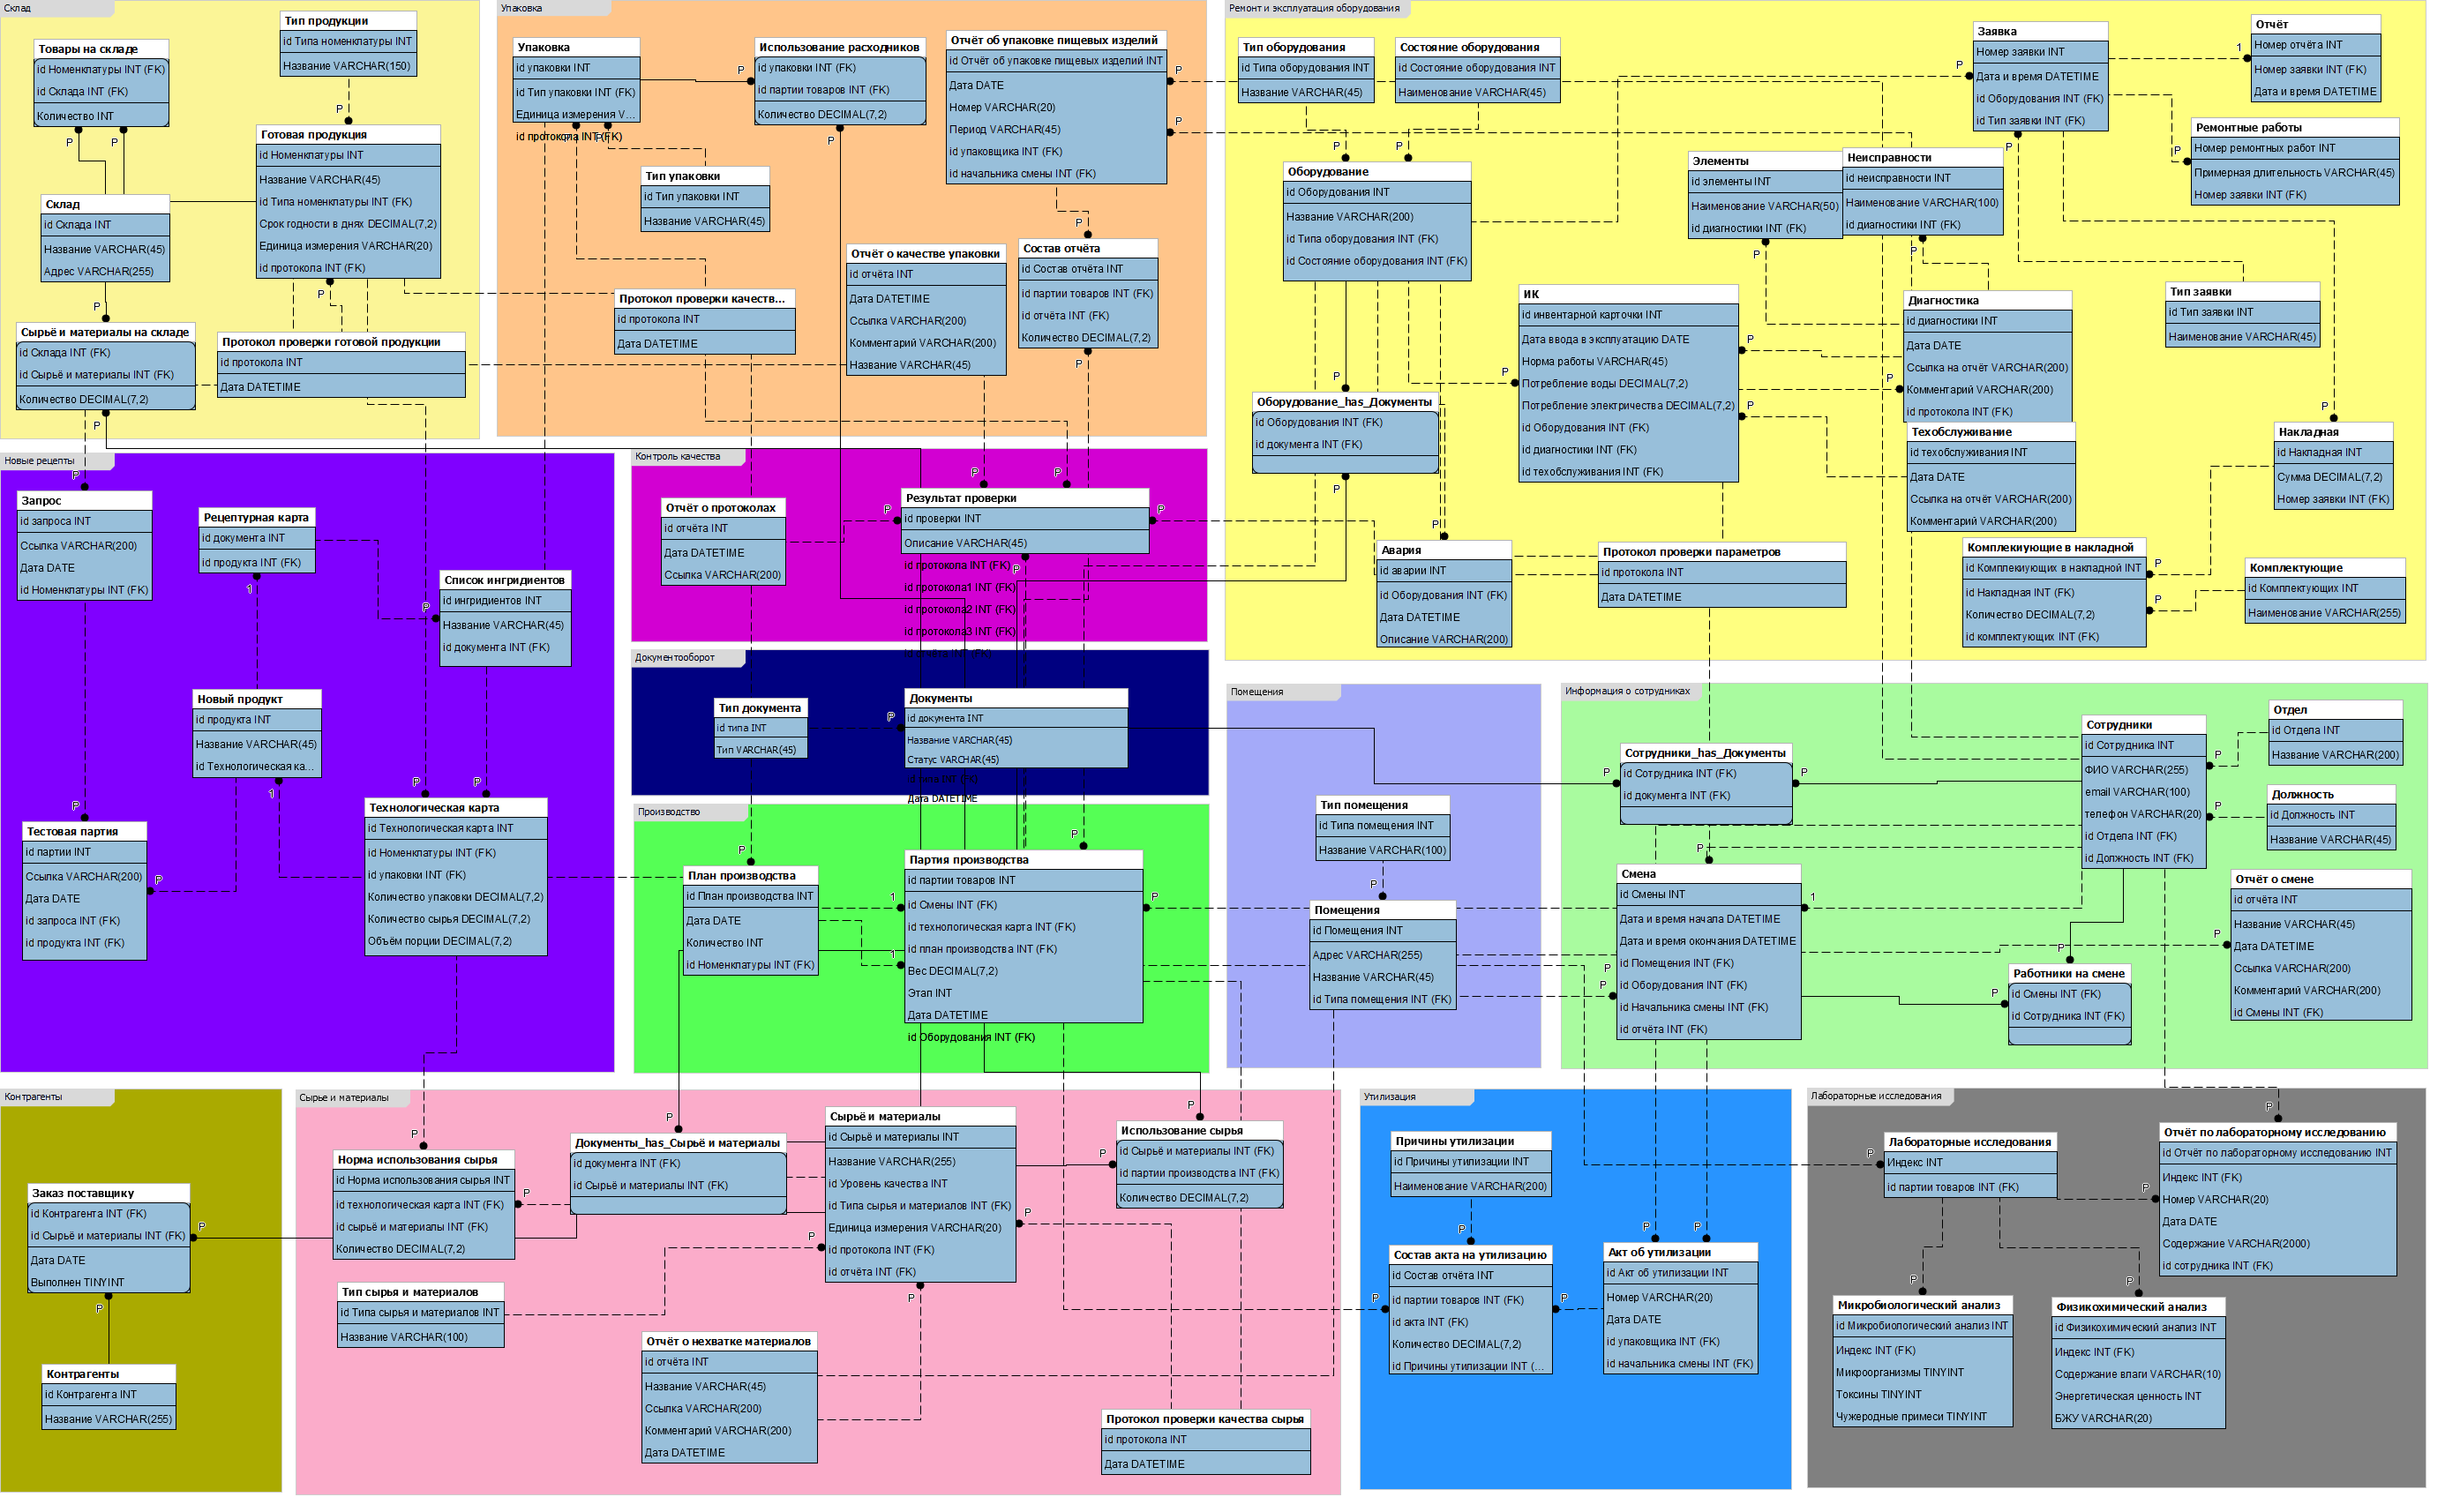 Склад
Тип продукции
id Типа номенклатуры INT
Название VARCHAR(150)
Товары на складе
id Номенклатуры INT (FK)
id Склада INT (FK)
Количество INT
Готовая продукция
id Номенклатуры INT
Название VARCHAR(45)
id Типа номенклатуры INT (FK)
Срок годности в днях DECIMAL(7,2)
Единица измерения VARCHAR(20)
id протокола INT (FK)
Склад
id Склада INT
Название VARCHAR(45)
Адрес VARCHAR(255)
Сырьё и материалы на складе
id Склада INT (FK)
id Сырьё и материалы INT (FK)
Количество DECIMAL(7,2)
Протокол проверки готовой продукции
id протокола INT
Дата DATETIME
Упаковка
Упаковка
id упаковки INT
id Тип упаковки INT (FK)
Единица измерения V...
id протокола INT (FK)
Использование расходников
id упаковки INT (FK)
id партии товаров INT (FK)
Количество DECIMAL(7,2)
Отчёт об упаковке пищевых изделий
id Отчёт об упаковке пищевых изделий INT
Дата DATE
Номер VARCHAR(20)
Период VARCHAR(45)
id упаковщика INT (FK)
id начальника смены INT (FK)
Тип упаковки
id Тип упаковки INT
Название VARCHAR(45)
Протокол проверки качеств...
id протокола INT
Дата DATETIME
Отчёт о качестве упаковки
id отчёта INT
Дата DATETIME
Ссылка VARCHAR(200)
Комментарий VARCHAR(200)
Название VARCHAR(45)
Состав отчёта
id Состав отчёта INT
id партии товаров INT (FK)
id отчёта INT (FK)
Количество DECIMAL(7,2)
Ремонт и эксплуатация оборудования
Тип оборудования
id Типа оборудования INT
Название VARCHAR(45)
Состояние оборудования
id Состояние оборудования INT
Наименование VARCHAR(45)
Заявка
Номер заявки INT
Дата и время DATETIME
id Оборудования INT (FK)
id Тип заявки INT (FK)
Отчёт
Номер отчёта INT
Номер заявки INT (FK)
Дата и время DATETIME
Ремонтные работы
Номер ремонтных работ INT
Примерная длительность VARCHAR(45)
Номер заявки INT (FK)
Оборудование
id Оборудования INT
Название VARCHAR(200)
id Типа оборудования INT (FK)
id Состояние оборудования INT (FK)
Элементы
id элементы INT
Наименование VARCHAR(50)
id диагностики INT (FK)
Неисправности
id неисправности INT
Наименование VARCHAR(100)
id диагностики INT (FK)
ИК
id инвентарной карточки INT
Дата ввода в эксплуатацию DATE
Норма работы VARCHAR(45)
Потребление воды DECIMAL(7,2)
Потребление электричества DECIMAL(7,2)
id Оборудования INT (FK)
id диагностики INT (FK)
id техобслуживания INT (FK)
Диагностика
id диагностики INT
Дата DATE
Ссылка на отчёт VARCHAR(200)
Комментарий VARCHAR(200)
id протокола INT (FK)
Тип заявки
id Тип заявки INT
Наименование VARCHAR(45)
Оборудование_has_Документы
id Оборудования INT (FK)
id документа INT (FK)
Техобслуживание
id техобслуживания INT
Дата DATE
Ссылка на отчёт VARCHAR(200)
Комментарий VARCHAR(200)
Накладная
id Накладная INT
Сумма DECIMAL(7,2)
Номер заявки INT (FK)
Авария
id аварии INT
id Оборудования INT (FK)
Дата DATETIME
Описание VARCHAR(200)
Протокол проверки параметров
id протокола INT
Дата DATETIME
Комплекиующие в накладной
id Комплекиующих в накладной INT
id Накладная INT (FK)
Количество DECIMAL(7,2)
id комплектующих INT (FK)
Комплектующие
id Комплектующих INT
Наименование VARCHAR(255)
Новые рецепты
Запрос
id запроса INT
Ссылка VARCHAR(200)
Дата DATE
id Номенклатуры INT (FK)
Рецептурная карта
id документа INT
id продукта INT (FK)
Список ингридиентов
id ингридиентов INT
Название VARCHAR(45)
id документа INT (FK)
Новый продукт
id продукта INT
Название VARCHAR(45)
id Технологическая ка...
Тестовая партия
id партии INT
Ссылка VARCHAR(200)
Дата DATE
id запроса INT (FK)
id продукта INT (FK)
Технологическая карта
id Технологическая карта INT
id Номенклатуры INT (FK)
id упаковки INT (FK)
Количество упаковки DECIMAL(7,2)
Количество сырья DECIMAL(7,2)
Объём порции DECIMAL(7,2)
Контроль качества
Отчёт о протоколах
id отчёта INT
Дата DATETIME
Ссылка VARCHAR(200)
Результат проверки
id проверки INT
Описание VARCHAR(45)
id протокола INT (FK)
id протокола1 INT (FK)
id протокола2 INT (FK)
id протокола3 INT (FK)
Документооборот
Тип документа
id типа INT
Тип VARCHAR(45)
Документы
id документа INT
Название VARCHAR(45)
Статус VARCHAR(45)
Дата DATETIME
Производство
План производства
id План производства INT
Дата DATE
Количество INT
id Номенклатуры INT (FK)
Партия производства
id партии товаров INT
id Смены INT (FK)
id технологическая карта INT (FK)
id план производства INT (FK)
Вес DECIMAL(7,2)
Этап INT
Дата DATETIME
id Оборудования INT (FK)
Помещения
Тип помещения
id Типа помещения INT
Название VARCHAR(100)
Помещения
id Помещения INT
Адрес VARCHAR(255)
Название VARCHAR(45)
id Типа помещения INT (FK)
Информация о сотрудниках
Сотрудники_has_Документы
id Сотрудника INT (FK)
id документа INT (FK)
Сотрудники
id Сотрудника INT
ФИО VARCHAR(255)
email VARCHAR(100)
телефон VARCHAR(20)
id Отдела INT (FK)
id Должность INT (FK)
Отдел
id Отдела INT
Название VARCHAR(200)
Должность
id Должность INT
Название VARCHAR(45)
Смена
id Смены INT
Дата и время начала DATETIME
Дата и время окончания DATETIME
id Помещения INT (FK)
id Оборудования INT (FK)
id Начальника смены INT (FK)
id отчёта INT (FK)
Отчёт о смене
id отчёта INT
Название VARCHAR(45)
Дата DATETIME
Ссылка VARCHAR(200)
Комментарий VARCHAR(200)
id Смены INT (FK)
Работники на смене
id Смены INT (FK)
id Сотрудника INT (FK)
Контрагенты
Заказ поставщику
id Контрагента INT (FK)
id Сырьё и материалы INT (FK)
Дата DATE
Выполнен TINYINT
Контрагенты
id Контрагента INT
Название VARCHAR(255)
Сырье и материалы
Норма использования сырья
id Норма использования сырья INT
id технологическая карта INT (FK)
id сырьё и материалы INT (FK)
Количество DECIMAL(7,2)
Документы_has_Сырьё и материалы
id документа INT (FK)
id Сырьё и материалы INT (FK)
Сырьё и материалы
id Сырьё и материалы INT
Название VARCHAR(255)
id Уровень качества INT
id Типа сырья и материалов INT (FK)
Единица измерения VARCHAR(20)
id протокола INT (FK)
id отчёта INT (FK)
Использование сырья
id Сырьё и материалы INT (FK)
id партии производства INT (FK)
Количество DECIMAL(7,2)
Тип сырья и материалов
id Типа сырья и материалов INT
Название VARCHAR(100)
Отчёт о нехватке материалов
id отчёта INT
Название VARCHAR(45)
Ссылка VARCHAR(200)
Комментарий VARCHAR(200)
Дата DATETIME
Протокол проверки качества сырья
id протокола INT
Дата DATETIME
Утилизация
Причины утилизации
id Причины утилизации INT
Наименование VARCHAR(200)
Состав акта на утилизацию
id Состав отчёта INT
id партии товаров INT (FK)
id акта INT (FK)
Количество DECIMAL(7,2)
id Причины утилизации INT (...
Акт об утилизации
id Акт об утилизации INT
Номер VARCHAR(20)
Дата DATE
id упаковщика INT (FK)
id начальника смены INT (FK)
Лабораторные исследования
Лабораторные исследования
Индекс INT
id партии товаров INT (FK)
Отчёт по лабораторному исследованию
id Отчёт по лабораторному исследованию INT
Индекс INT (FK)
Номер VARCHAR(20)
Дата DATE
Содержание VARCHAR(2000)
id сотрудника INT (FK)
Микробиологический анализ
id Микробиологический анализ INT
Индекс INT (FK)
Микроорганизмы TINYINT
Токсины TINYINT
Чужеродные примеси TINYINT
Физикохимический анализ
id Физикохимический анализ INT
Индекс INT (FK)
Содержание влаги VARCHAR(10)
Энергетическая ценность INT
БЖУ VARCHAR(20)